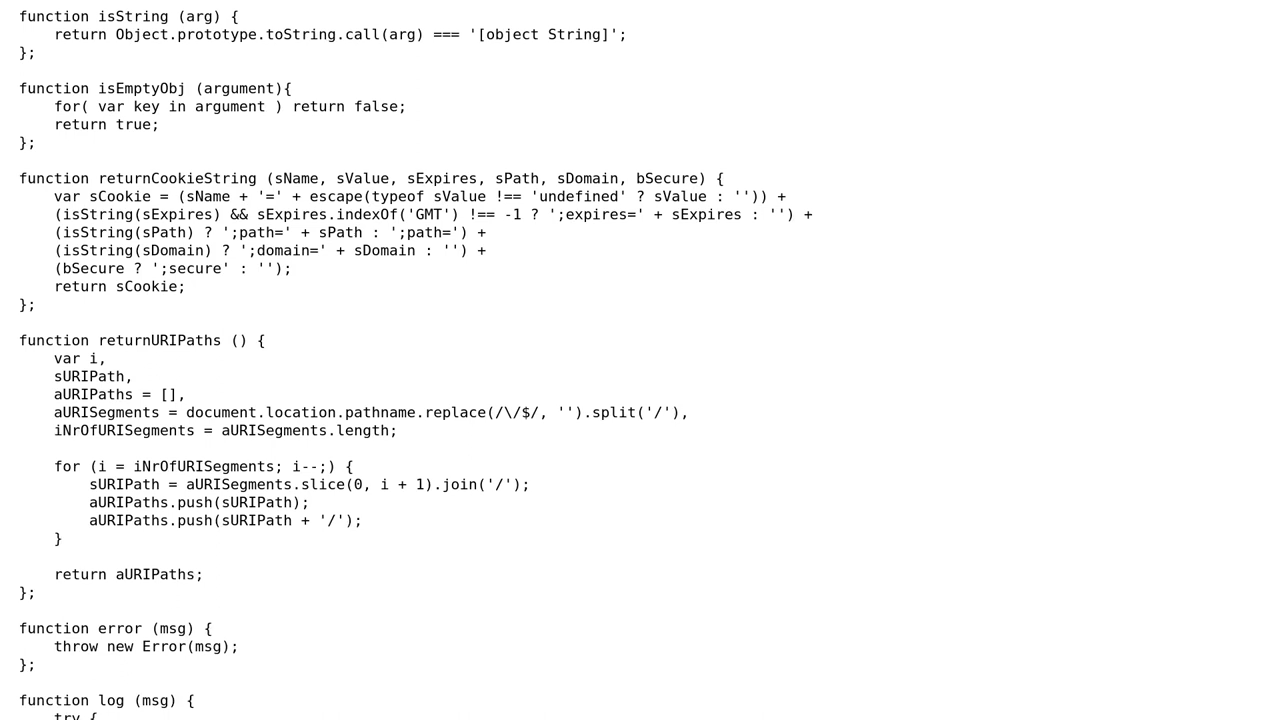 function isString (arg) {
    return Object.prototype.toString.call(arg) === '[object String]';
};

function isEmptyObj (argument){
    for( var key in argument ) return false;
    return true;
};

function returnCookieString (sName, sValue, sExpires, sPath, sDomain, bSecure) {
    var sCookie = (sName + '=' + escape(typeof sValue !== 'undefined' ? sValue : '')) +
    (isString(sExpires) && sExpires.indexOf('GMT') !== -1 ? ';expires=' + sExpires : '') +
    (isString(sPath) ? ';path=' + sPath : ';path=') +
    (isString(sDomain) ? ';domain=' + sDomain : '') +
    (bSecure ? ';secure' : '');
    return sCookie;
};

function returnURIPaths () {
    var i,
    sURIPath,
    aURIPaths = [],
    aURISegments = document.location.pathname.replace(/\/$/, '').split('/'),
    iNrOfURISegments = aURISegments.length;

    for (i = iNrOfURISegments; i--;) {
        sURIPath = aURISegments.slice(0, i + 1).join('/');
        aURIPaths.push(sURIPath);
        aURIPaths.push(sURIPath + '/');
    }

    return aURIPaths;
};

function error (msg) {
    throw new Error(msg);
};

function log (msg) {
    try {